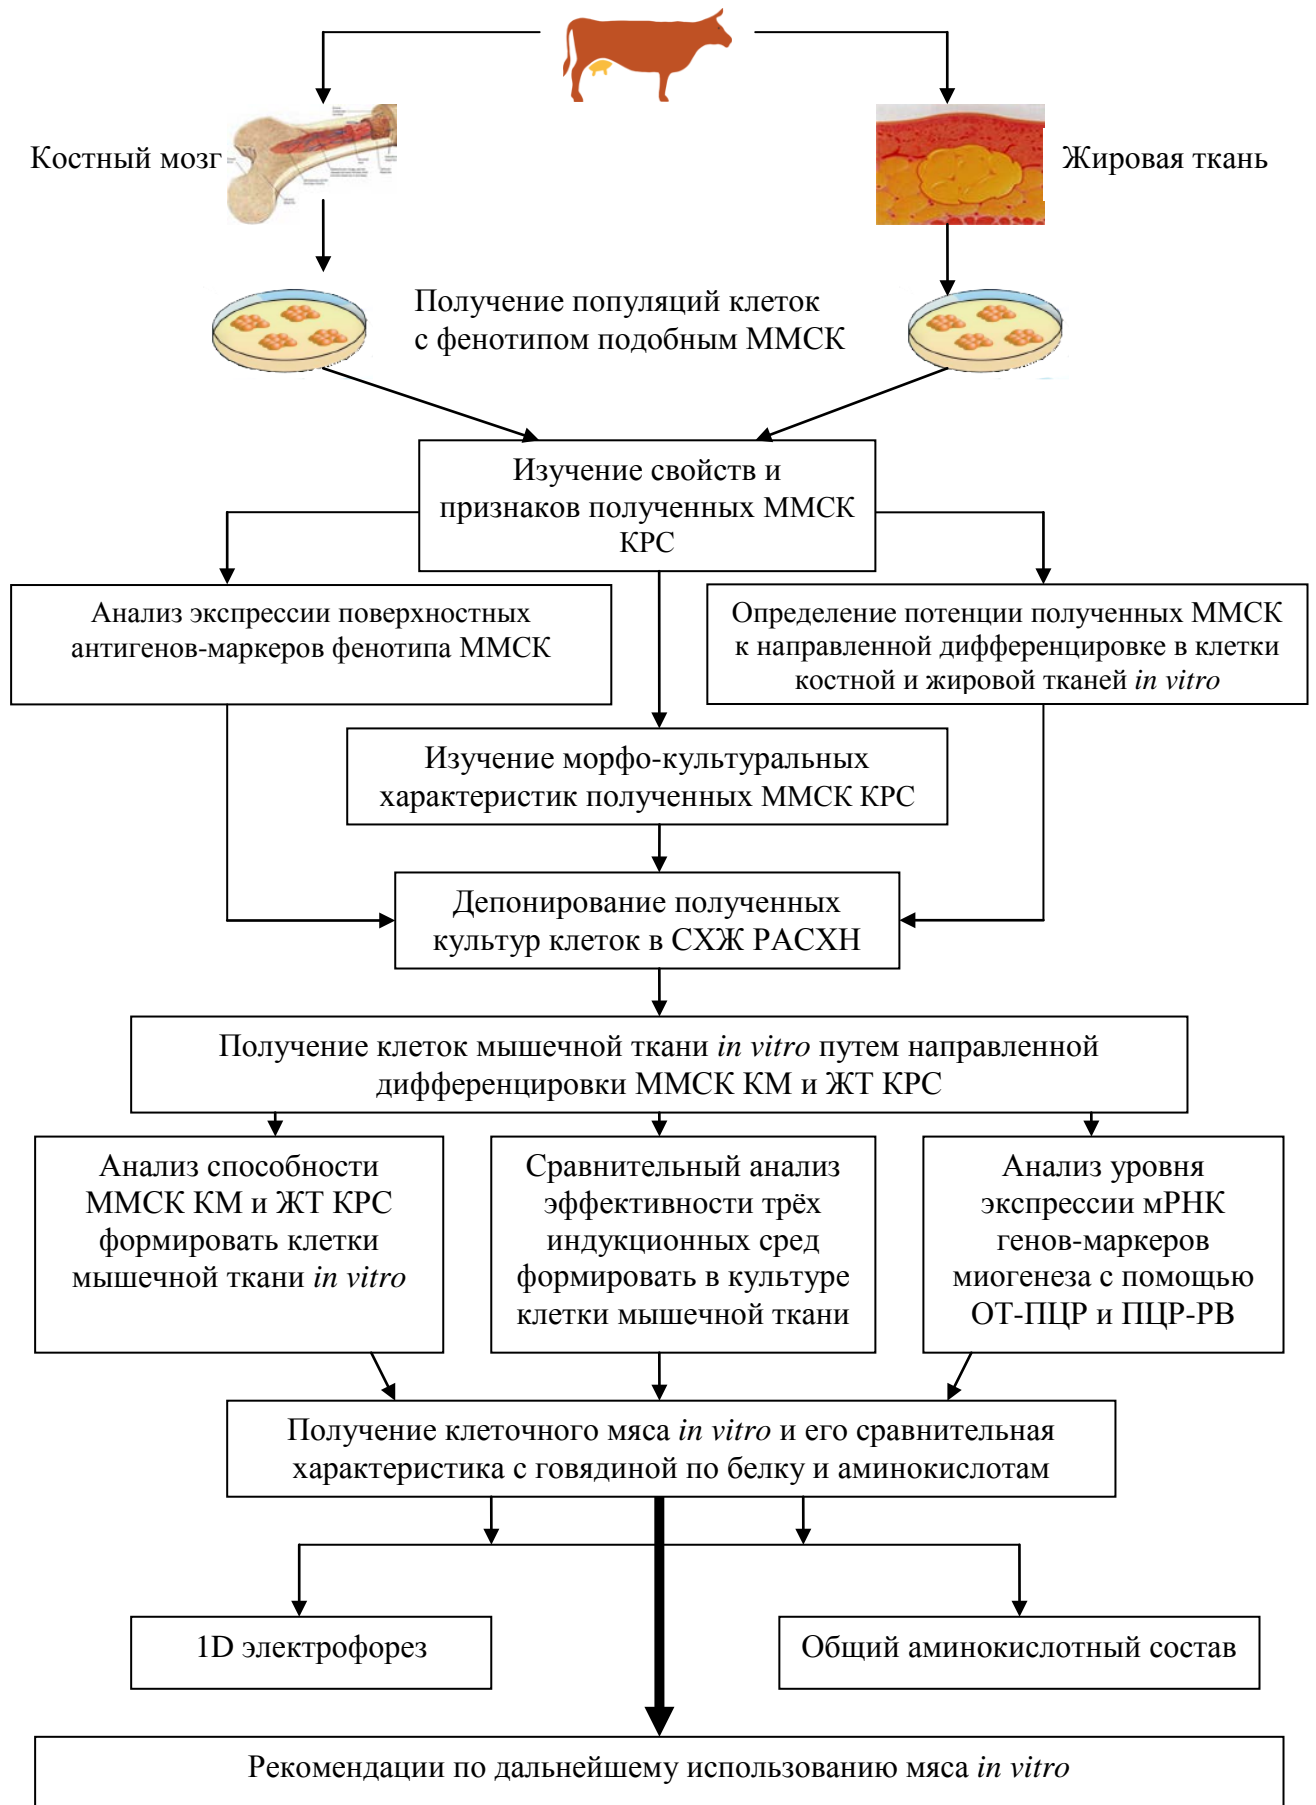 Костный мозг
Жировая ткань
Получение популяций клеток
с фенотипом подобным ММСК
Изучение свойств и
признаков полученных ММСК
КРС
Анализ экспрессии поверхностных
антигенов-маркеров фенотипа ММСК
Определение потенции полученных ММСК
к направленной дифференцировке в клетки
костной и жировой тканей in vitro
Изучение морфо-культуральных
характеристик полученных ММСК КРС
Депонирование полученных
культур клеток в СХЖ РАСХН
Получение клеток мышечной ткани in vitro путем направленной
дифференцировки ММСК КМ и ЖТ КРС
Анализ способности
ММСК КМ и ЖТ КРС
формировать клетки
мышечной ткани in vitro
Сравнительный анализ
эффективности трёх
индукционных сред
формировать в культуре
клетки мышечной ткани
Анализ уровня
экспрессии мРНК
генов-маркеров
миогенеза с помощью
ОТ-ПЦР и ПЦР-РВ
Получение клеточного мяса in vitro и его сравнительная
характеристика с говядиной по белку и аминокислотам
1D электрофорез
Общий аминокислотный состав
Рекомендации по дальнейшему использованию мяса in vitro